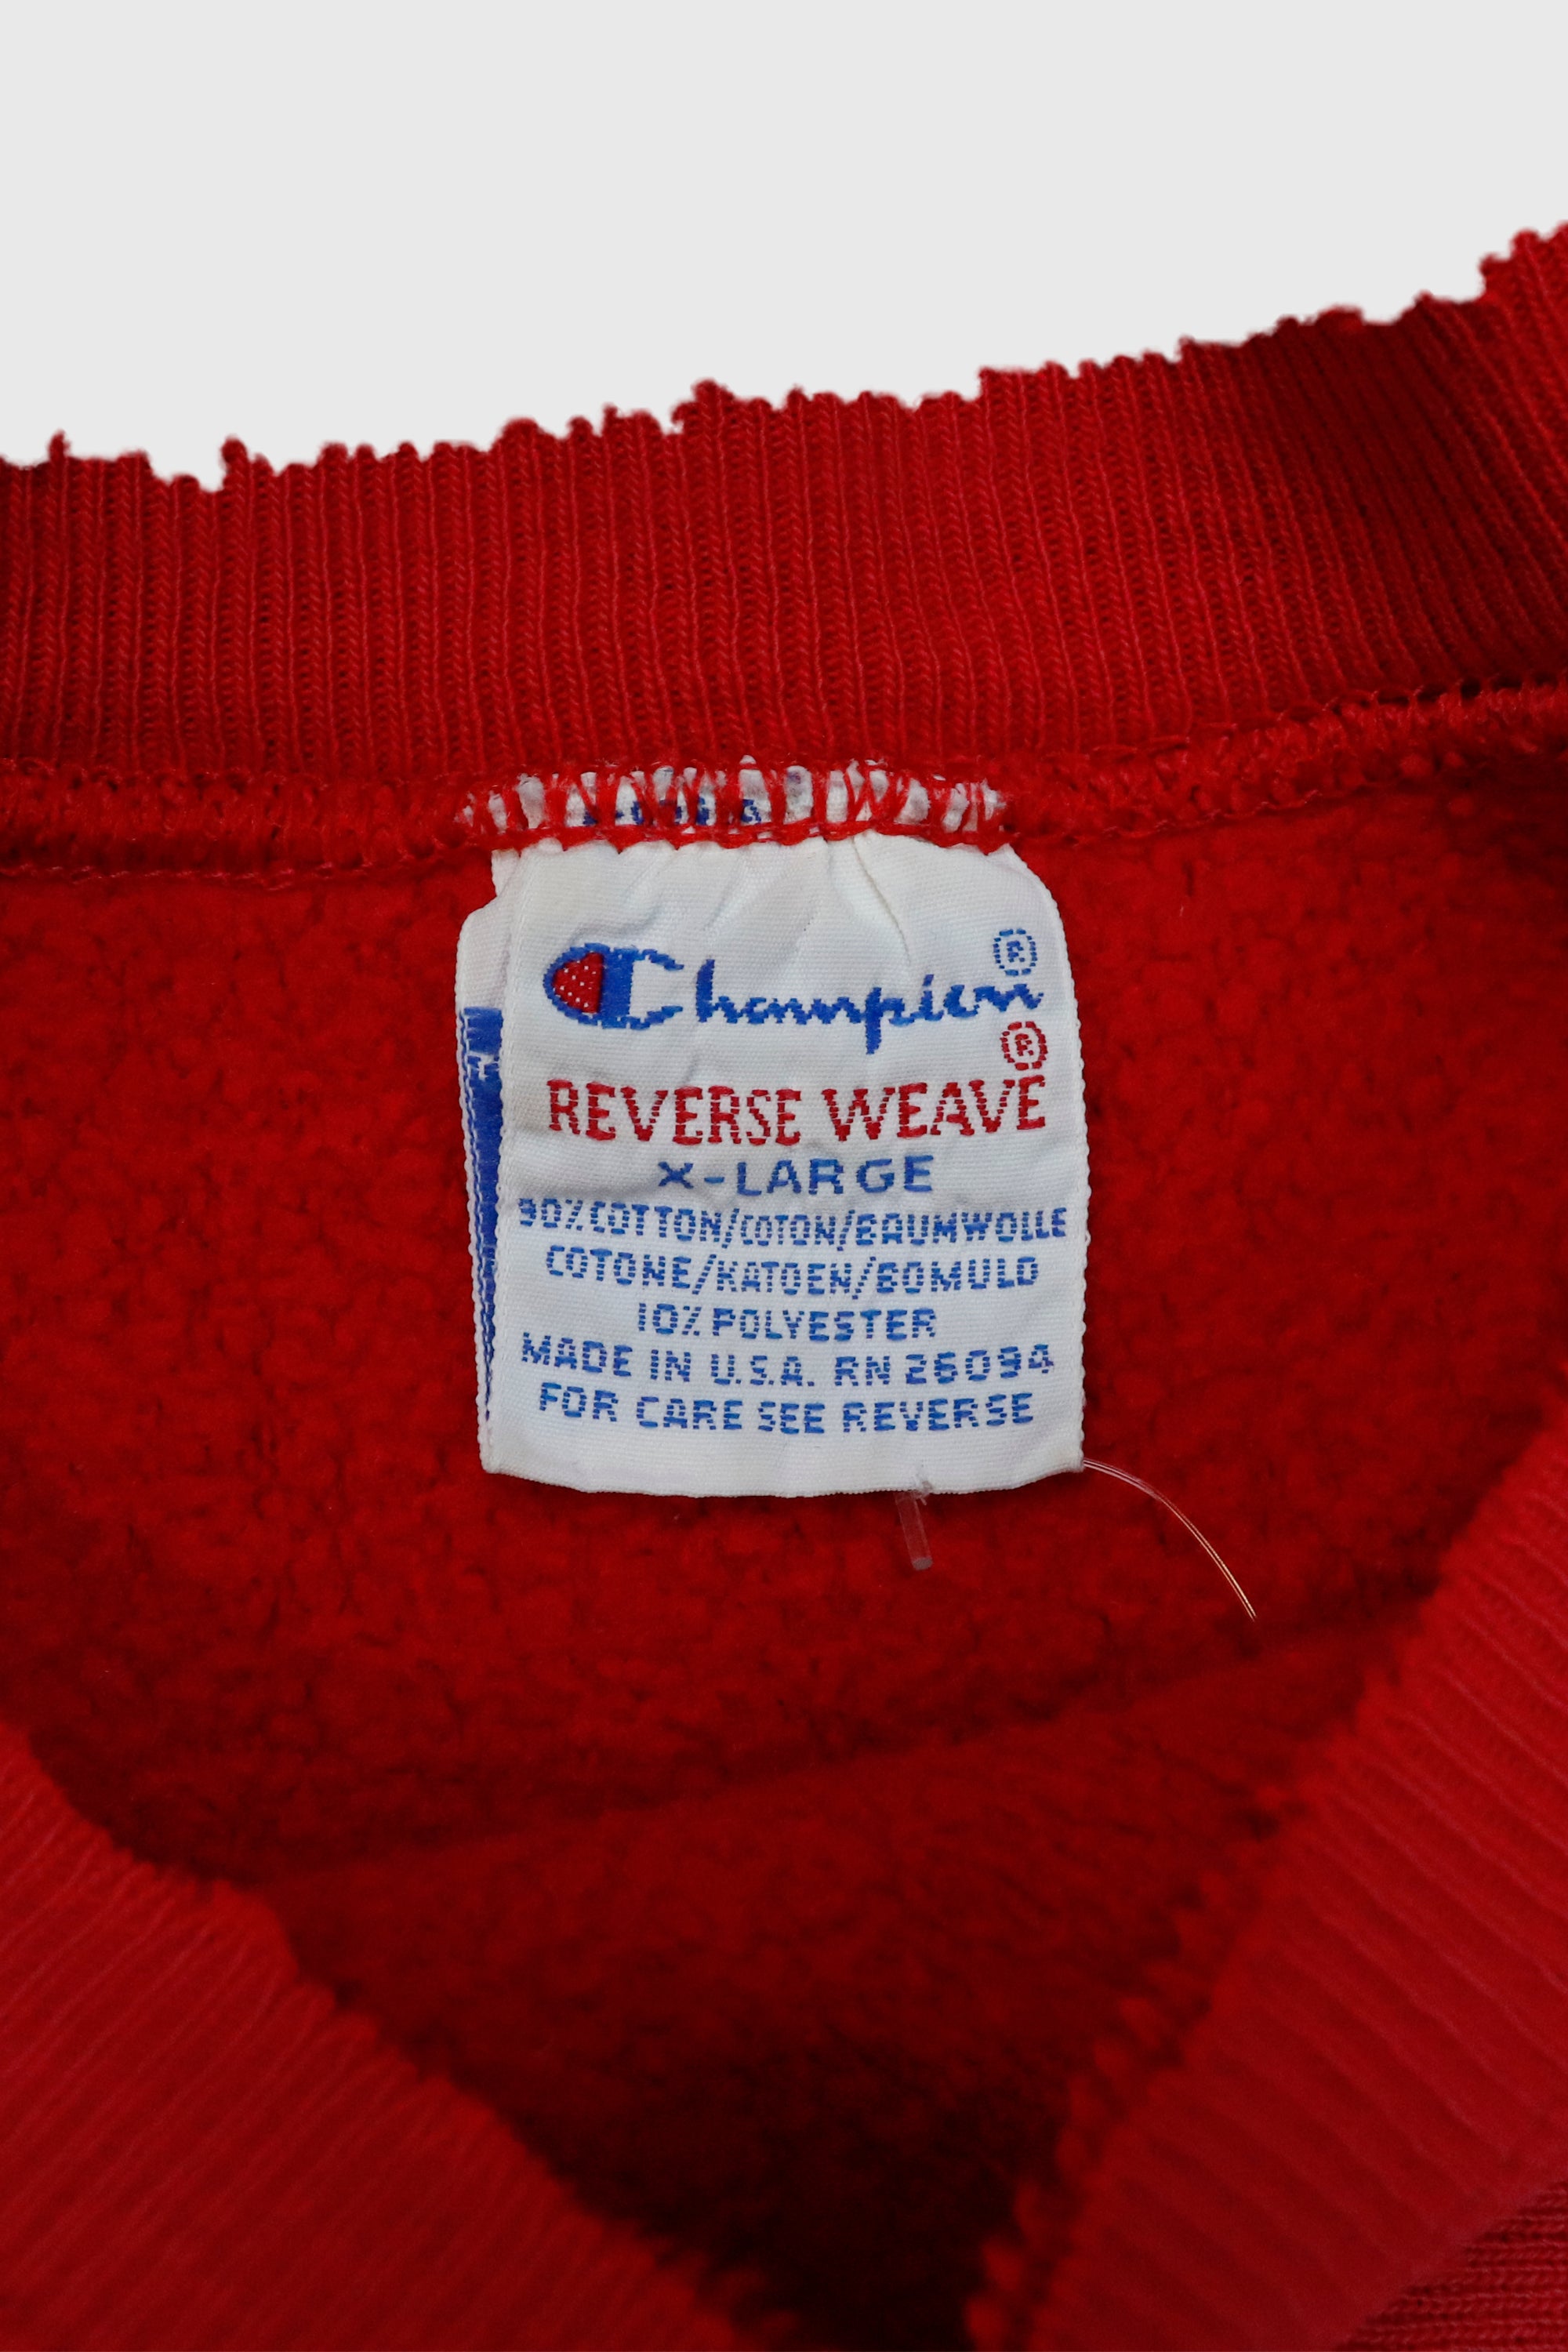 Champion®
®
REVERSE WEAVE
X-LARGE
90% COTTON/COTON/BAUMWOLLE
COTONE/KATOEN/BOMULD
10% POLYESTER
MADE IN U.S.A. RN 26094
FOR CARE SEE REVERSE